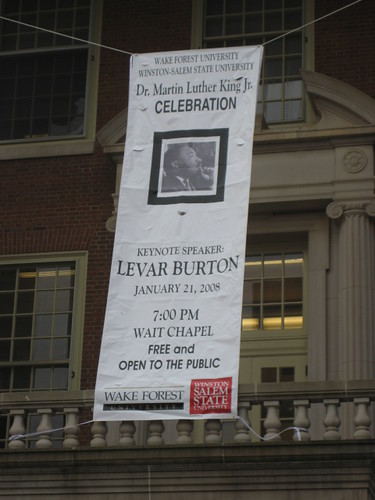 WAKE FOREST UNIVERSITY
WINSTON-SALEM STATE UNIVERSITY
Dr. Martin Luther King Jr.
CELEBRATION
KEYNOTE SPEAKER:
LEVAR BURTON
JANUARY 21, 2008
7:00 PM
WAIT CHAPEL
FREE and
OPEN TO THE PUBLIC
WAKE FOREST
UNIVERSITY
WINSTON
SALEM
STATE
UNIVERSITY